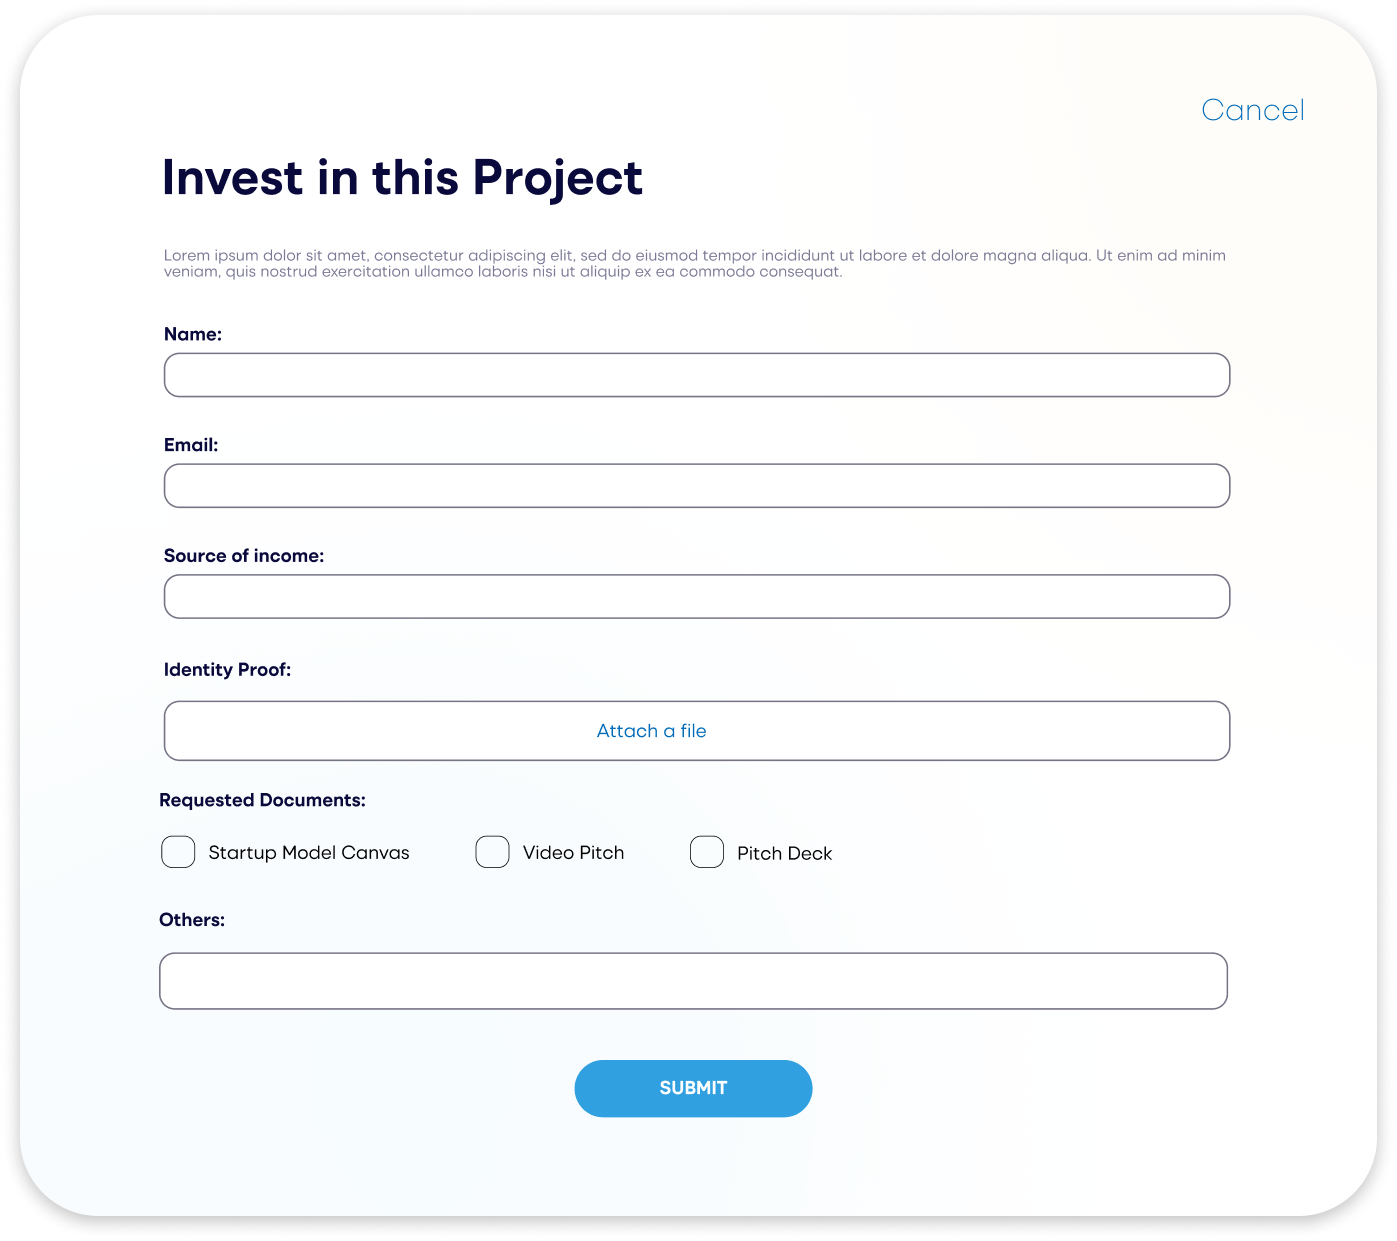 Cancel
Invest in this Project
Lorem ipsum dolor sit amet, consectetur adipiscing elit, sed do eiusmod tempor incididunt ut labore et dolore magna aliqua. Ut enim ad minim
veniam, quis nostrud exercitation ullamco laboris nisi ut aliquip ex ea commodo consequat.
Name:
Email:
Source of income:
Identity Proof:
Attach a file
Requested Documents:
Startup Model Canvas Video Pitch Pitch Deck
Others:
SUBMIT